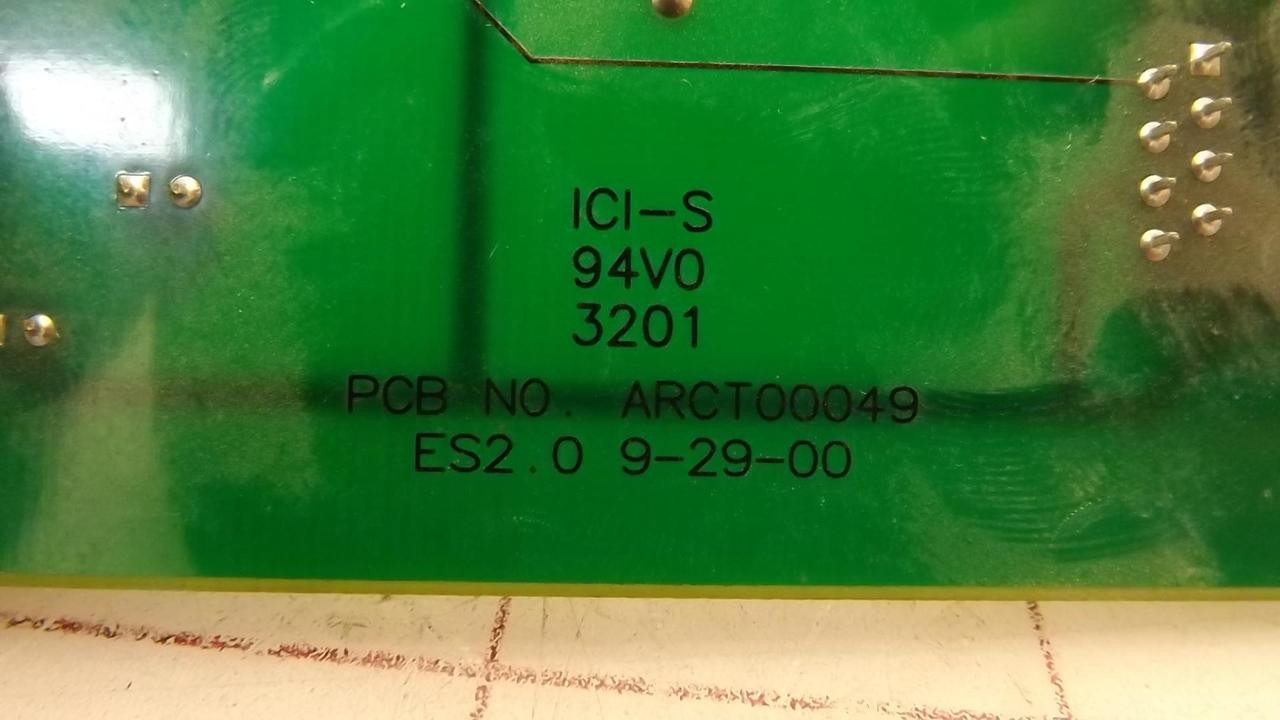 ICI-S
94V0
3201
PCB NO. ARCT00049
ES2.0 9-29-00